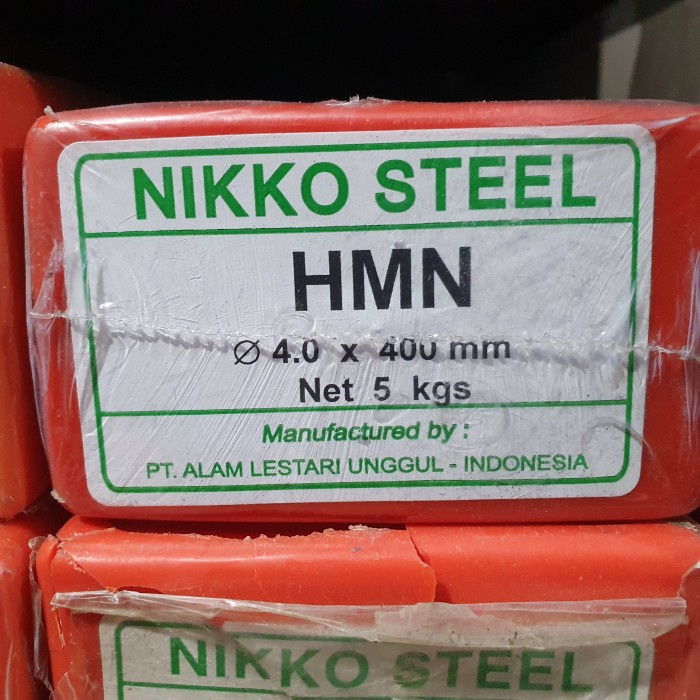 NIKKO STEEL
HMN
Ø 4.0 x 400 mm
Net 5 kgs
Manufactured by :
PT. ALAM LESTARI UNGGUL - INDONESIA
NIKKO STEEL